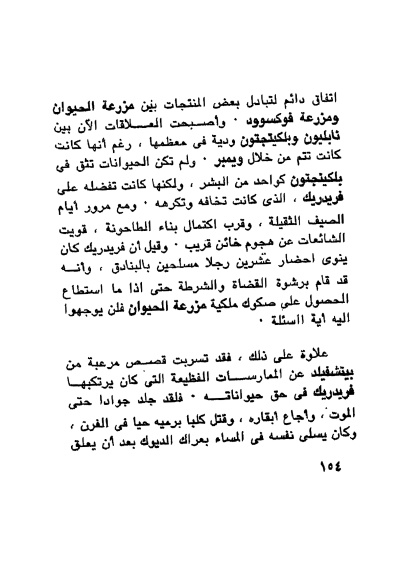 اتفاق دائم لتبادل بعض المنتجات بين مزرعة الحيوان
ومزرعة فوكسوود · وأصبحت العلاقات الآن بين
نابليون وبلكينجتون ودية فى معظمها ، رغم أنها كانت
كانت تتم من خلال ويمبر · ولم تكن الحيوانات تثق فى
بلكينجتون كواحد من البشر ، ولكنها كانت تفضله على
فريدريك ، الذى كانت تخافه وتكرهه · ومع مرور أيام
الصيف الثقيلة ، وقرب اكتمال بناء الطاحونة ، قويت
الشائعات عن هجوم خائن قريب · وقيل أن فريدريك كان
ينوى احضار عشرين رجلا مسلحين بالبنادق ، وأنه
قد قام برشوة القضاة والشرطة حتى اذا ما استطاع
الحصول على صكوك ملكية مزرعة الحيوان فلن يوجهوا
اليه أية أسئلة ·
علاوة على ذلك ، فقد تسربت قصص مرعبة من
بيتشفيلد عن الممارسات الفظيعة التى كان يرتكبها
فريدريك فى حق حيواناته · فلقد جلد جوادا حتى
الموت ، وأجاع أبقاره ، وقتل كلبا برميه حيا فى الفرن ،
وكان يسلى نفسه فى المساء بعراك الديوك بعد أن يعلق
١٥٤